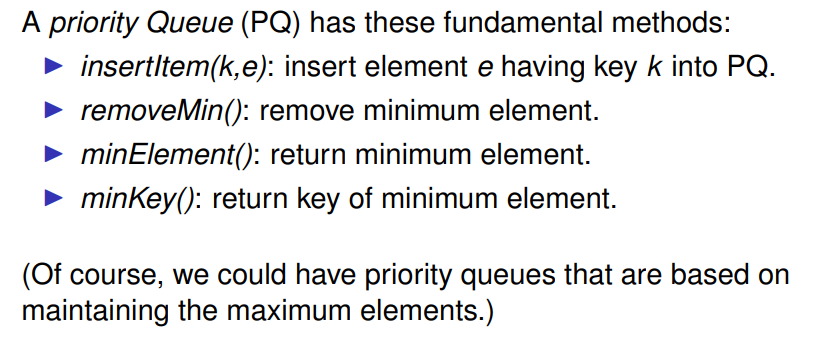 A priority Queue (PQ) has these fundamental methods:
▶ insertItem(k,e): insert element e having key k into PQ.
▶ removeMin(): remove minimum element.
▶ minElement(): return minimum element.
▶ minKey(): return key of minimum element.
(Of course, we could have priority queues that are based on
maintaining the maximum elements.)